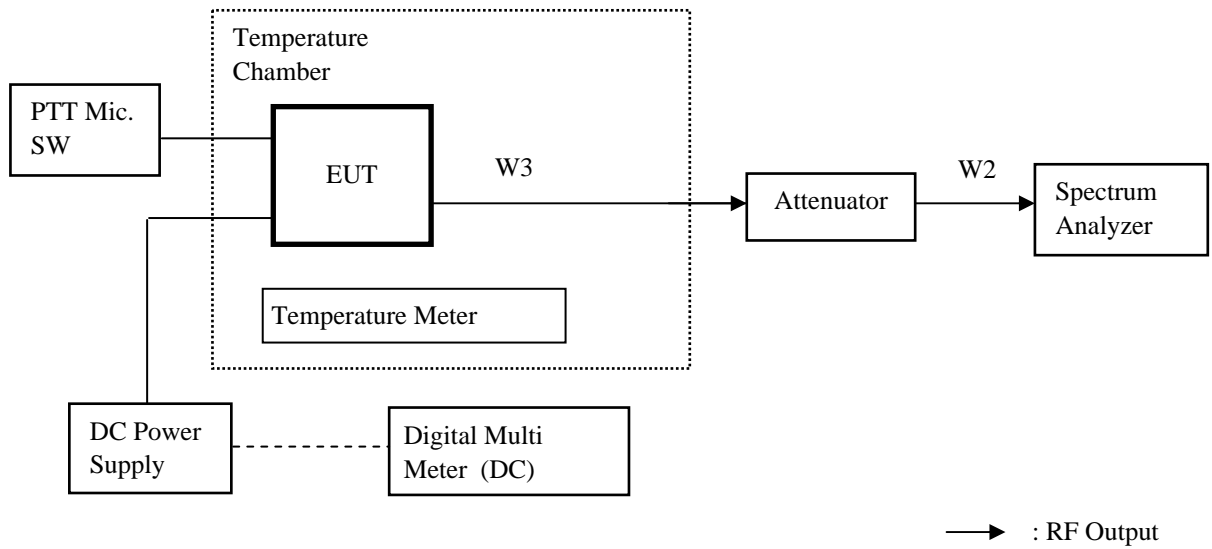 Temperature
Chamber
PTT Mic.
SW
EUT
W3
Attenuator
W2
Spectrum
Analyzer
Temperature Meter
DC Power
Supply
Digital Multi
Meter (DC)
: RF Output